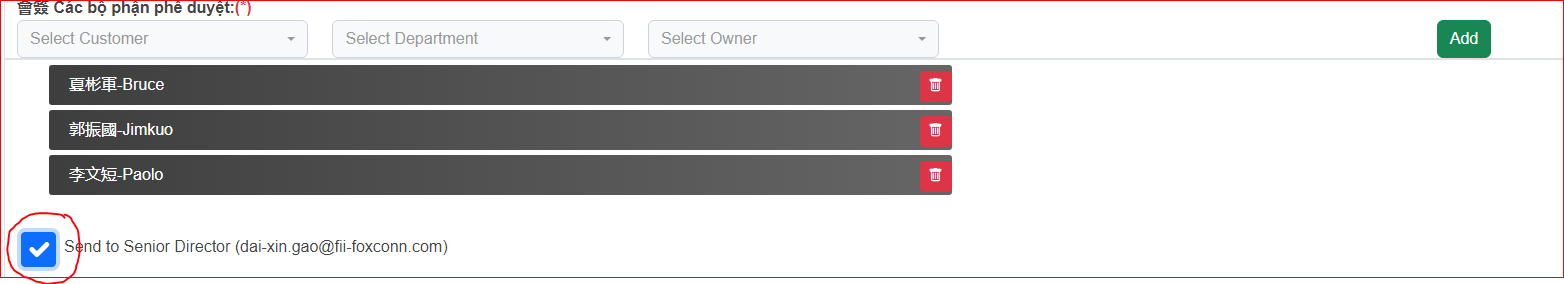 會簽 Các bộ phận phê duyệt:(*)
Select Customer Select Department Select Owner Add
夏彬軍-Bruce
郭振國-Jimkuo
李文短-Paolo
Send to Senior Director (dai-xin.gao@fii-foxconn.com)